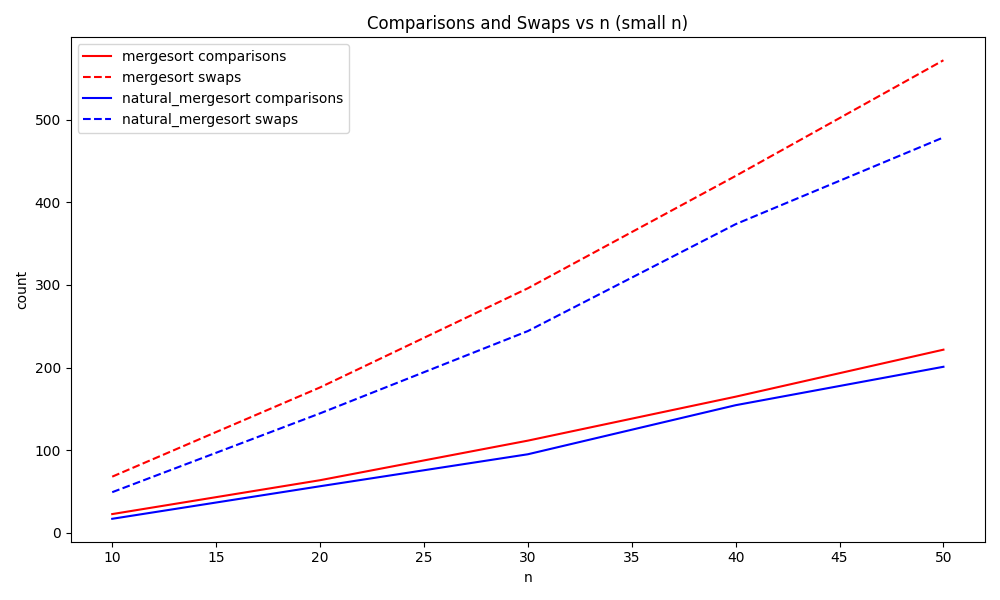 Comparisons and Swaps vs n (small n)
mergesort comparisons
mergesort swaps
natural_mergesort comparisons
natural_mergesort swaps
500
400
300
200
100
0
count
10 15 20 25 30 35 40 45 50
n